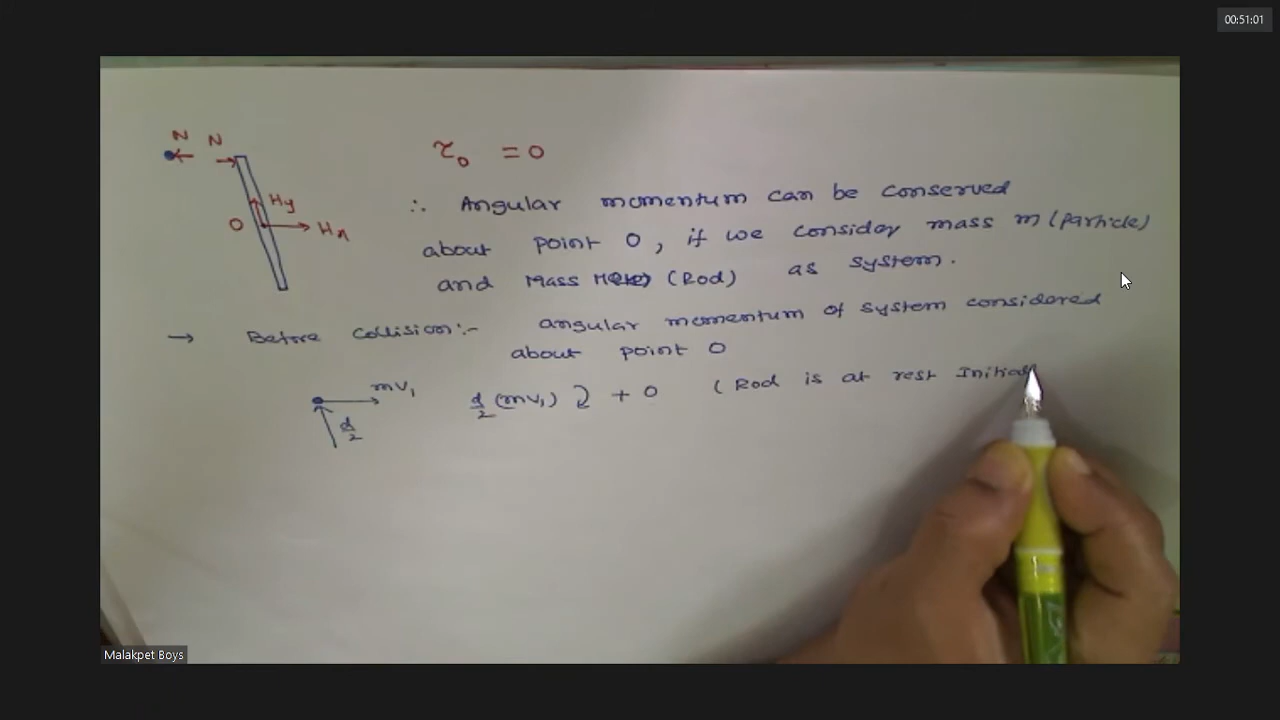 00:51:01
N N
τ₀ = 0
Hy
O
Hx
∴ Angular momentum can be conserved
about point O, if we consider mass m (particle)
and Mass M (Rod) as system.
→ Before Collision:- angular momentum of system considered
about point O
mv₁
d/2
d/2 (mv₁) ⤸ + 0 ( Rod is at rest Initiall
Malakpet Boys